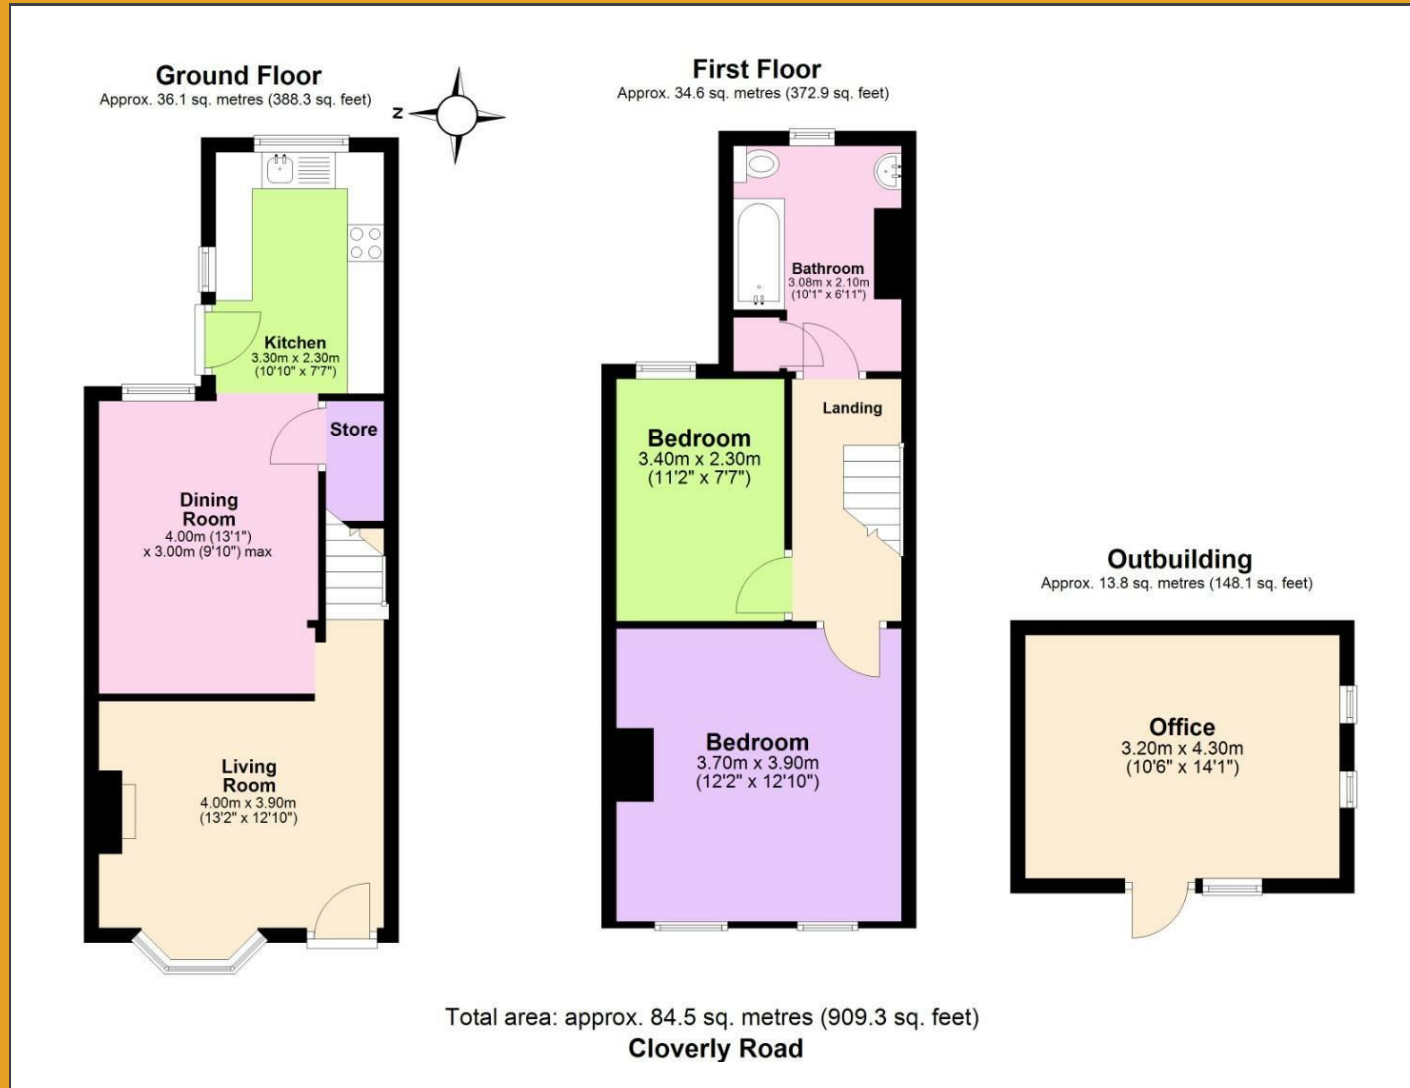 Ground Floor
Approx. 36.1 sq. metres (388.3 sq. feet)
N
Kitchen
3.30m x 2.30m
(10'10" x 7'7")
Store
Dining
Room
4.00m (13'1")
x 3.00m (9'10") max
Living
Room
4.00m x 3.90m
(13'2" x 12'10")
First Floor
Approx. 34.6 sq. metres (372.9 sq. feet)
Bathroom
3.08m x 2.10m
(10'1" x 6'11")
Landing
Bedroom
3.40m x 2.30m
(11'2" x 7'7")
Bedroom
3.70m x 3.90m
(12'2" x 12'10")
Outbuilding
Approx. 13.8 sq. metres (148.1 sq. feet)
Office
3.20m x 4.30m
(10'6" x 14'1")
Total area: approx. 84.5 sq. metres (909.3 sq. feet)
Cloverly Road